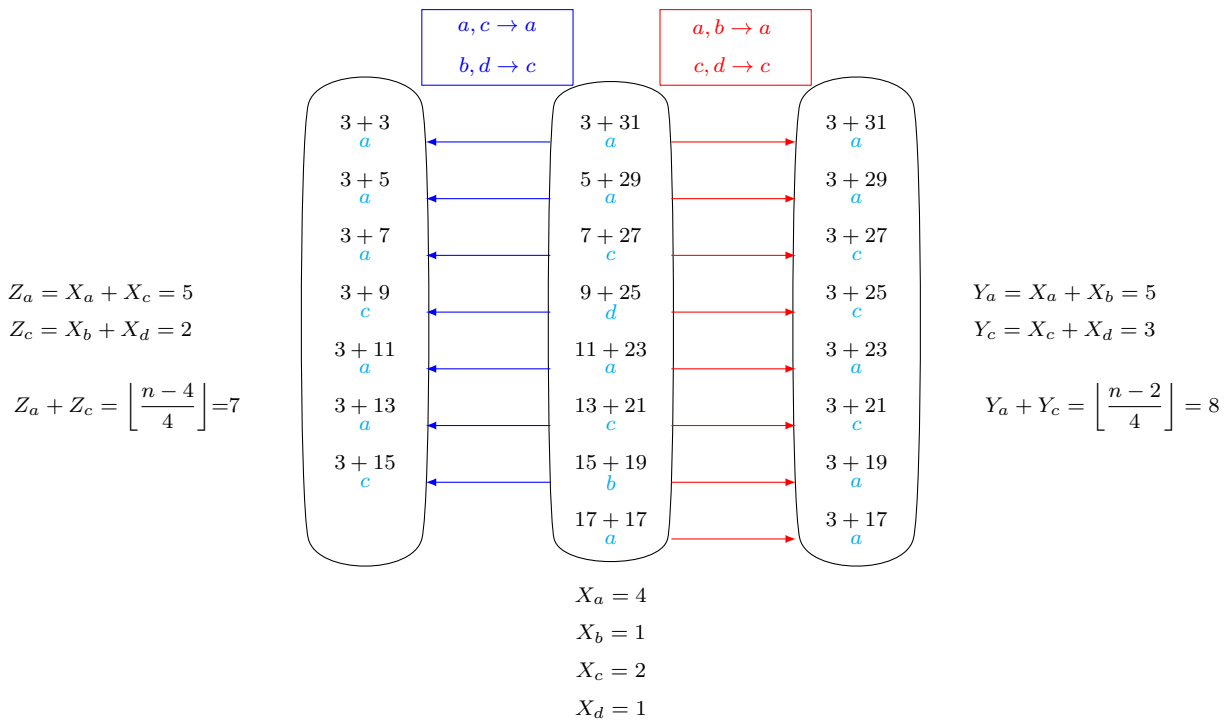 a, c → a
b, d → c
a, b → a
c, d → c
3 + 3
a
3 + 5
a
3 + 7
a
3 + 9
c
3 + 11
a
3 + 13
a
3 + 15
c
3 + 31
a
5 + 29
a
7 + 27
c
9 + 25
d
11 + 23
a
13 + 21
c
15 + 19
b
17 + 17
a
3 + 31
a
3 + 29
a
3 + 27
c
3 + 25
c
3 + 23
a
3 + 21
c
3 + 19
a
3 + 17
a
Z_a = X_a + X_c = 5
Z_c = X_b + X_d = 2
Z_a + Z_c = ⌊(n − 4)/4⌋=7
Y_a = X_a + X_b = 5
Y_c = X_c + X_d = 3
Y_a + Y_c = ⌊(n − 2)/4⌋ = 8
X_a = 4
X_b = 1
X_c = 2
X_d = 1